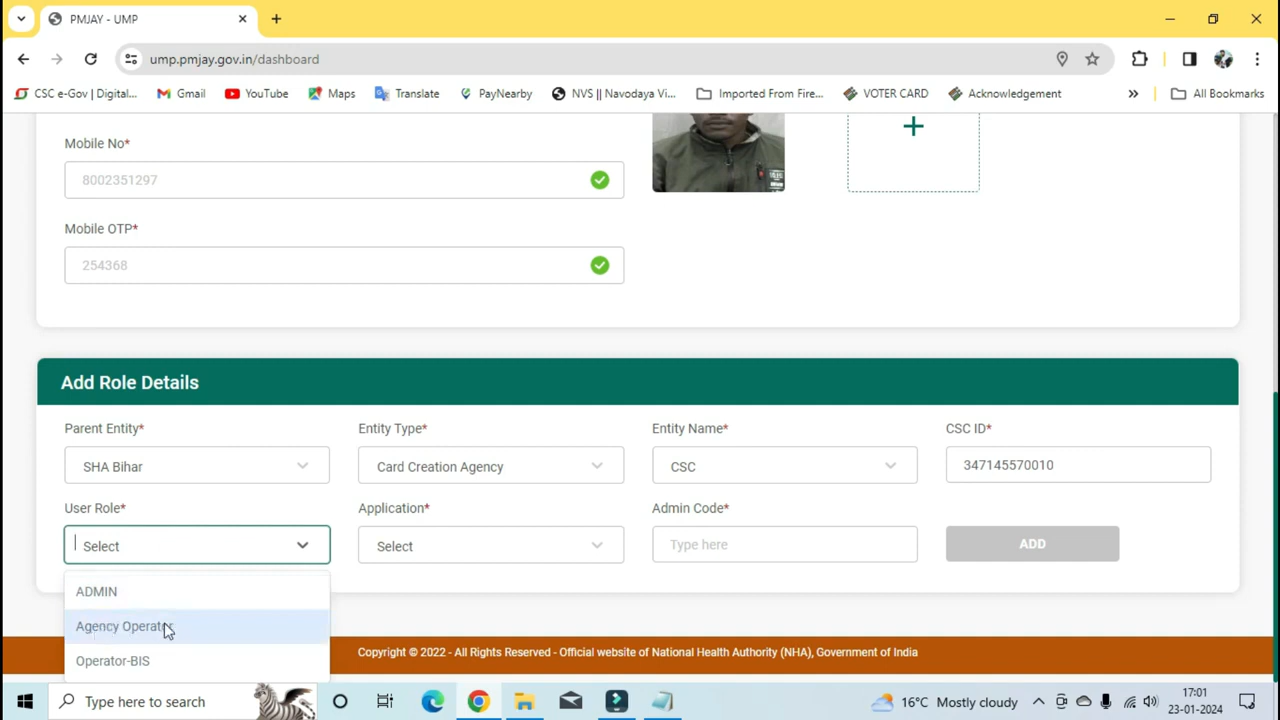 PMJAY - UMP
ump.pmjay.gov.in/dashboard
CSC e-Gov | Digital... Gmail YouTube Maps Translate PayNearby NVS || Navodaya Vi... Imported From Fire... VOTER CARD Acknowledgement All Bookmarks
Mobile No*
8002351297
Mobile OTP*
254368
Add Role Details
Parent Entity* Entity Type* Entity Name* CSC ID*
SHA Bihar Card Creation Agency CSC 347145570010
User Role* Application* Admin Code*
Select Select Type here ADD
ADMIN
Agency Operator
Operator-BIS
Copyright © 2022 - All Rights Reserved - Official website of National Health Authority (NHA), Government of India
Type here to search 16°C Mostly cloudy 17:01
23-01-2024